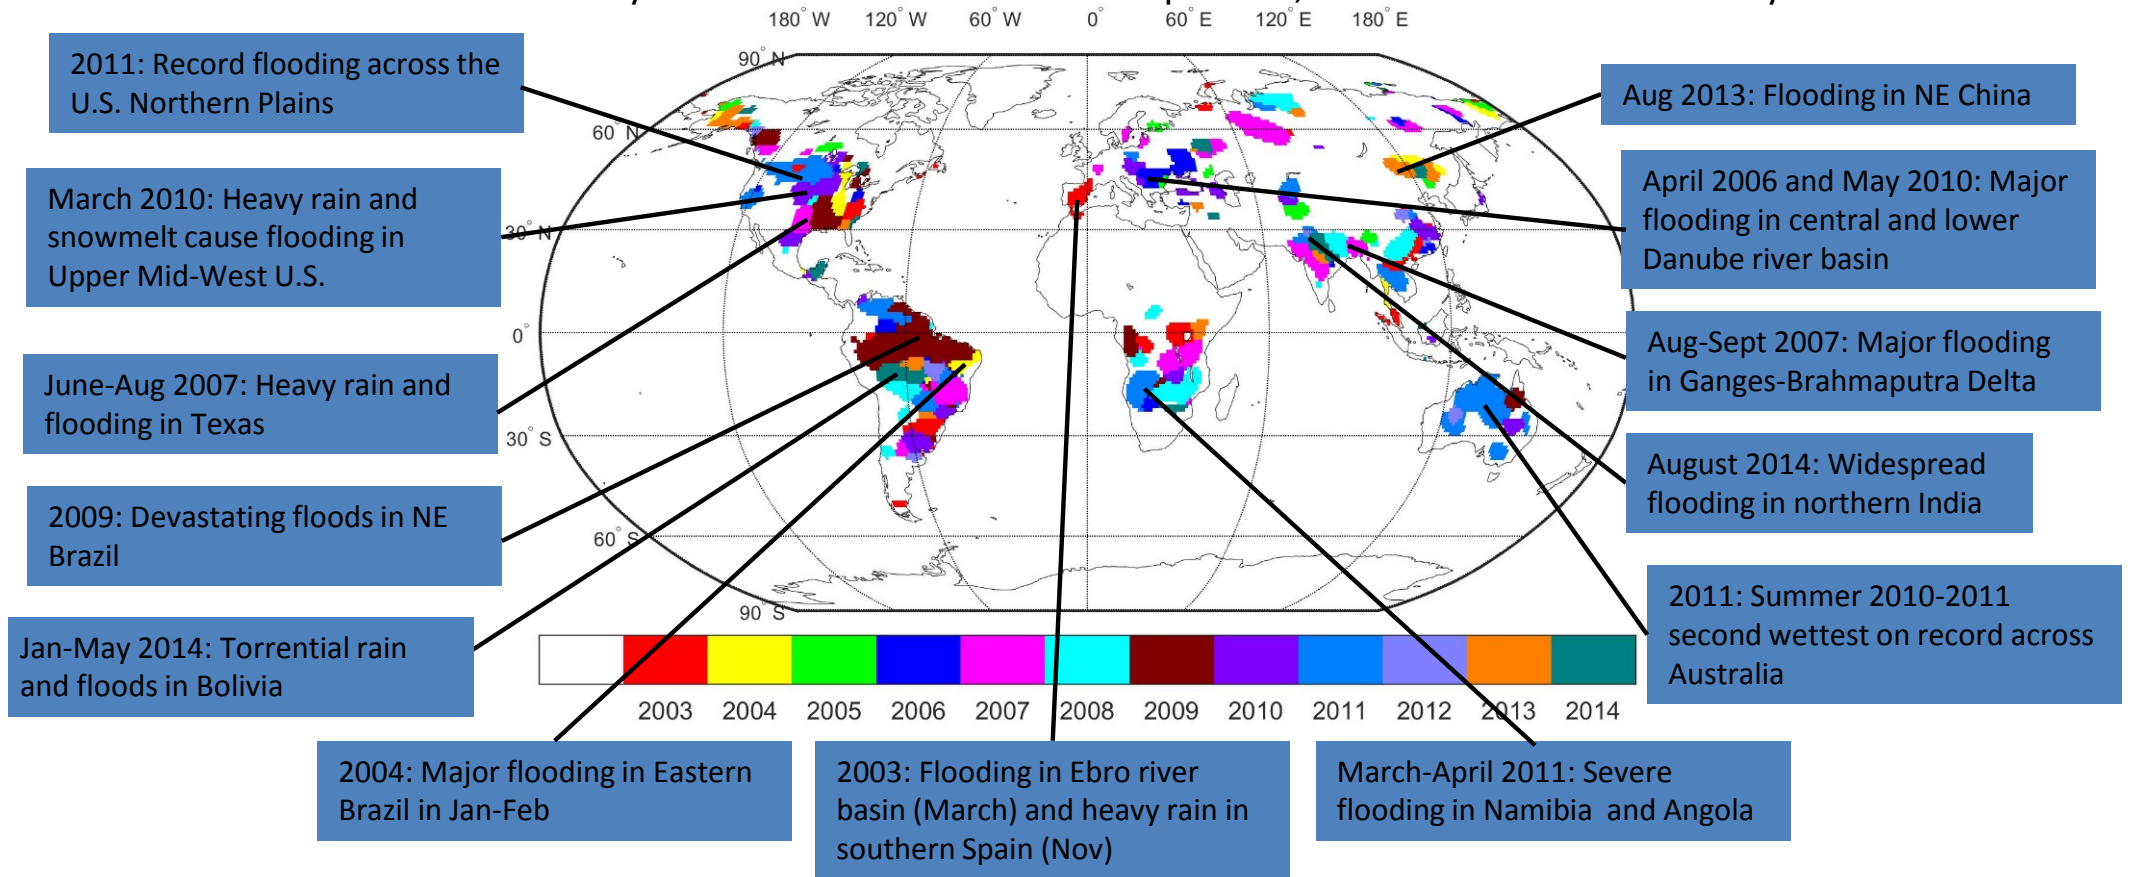 180° W 120° W 60° W 0° 60° E 120° E 180° E
90° N
60° N
30° N
0°
30° S
60° S
90° S
2011: Record flooding across the
U.S. Northern Plains
March 2010: Heavy rain and
snowmelt cause flooding in
Upper Mid-West U.S.
June-Aug 2007: Heavy rain and
flooding in Texas
2009: Devastating floods in NE
Brazil
Jan-May 2014: Torrential rain
and floods in Bolivia
2004: Major flooding in Eastern
Brazil in Jan-Feb
2003: Flooding in Ebro river
basin (March) and heavy rain in
southern Spain (Nov)
March-April 2011: Severe
flooding in Namibia and Angola
Aug 2013: Flooding in NE China
April 2006 and May 2010: Major
flooding in central and lower
Danube river basin
Aug-Sept 2007: Major flooding
in Ganges-Brahmaputra Delta
August 2014: Widespread
flooding in northern India
2011: Summer 2010-2011
second wettest on record across
Australia
2003 2004 2005 2006 2007 2008 2009 2010 2011 2012 2013 2014